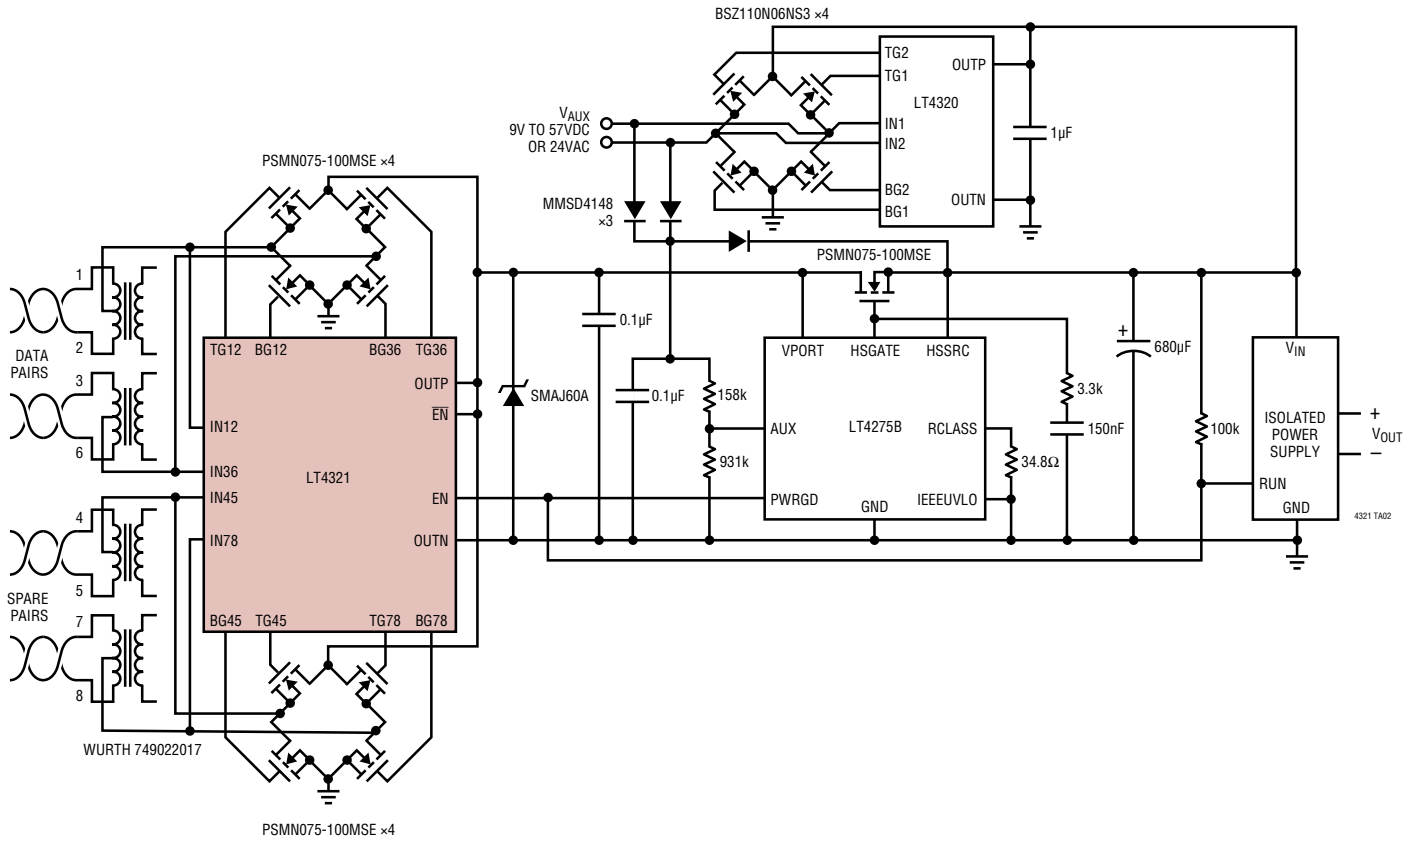 BSZ110N06NS3 ×4
TG2
TG1
OUTP
LT4320
VAUX
9V TO 57VDC
OR 24VAC
IN1
IN2
1µF
BG2
BG1
OUTN
MMSD4148
×3
PSMN075-100MSE ×4
PSMN075-100MSE
1
2
DATA
PAIRS
3
6
TG12
BG12
BG36
TG36
OUTP
EN
IN12
IN36
LT4321
IN45
EN
IN78
OUTN
BG45
TG45
TG78
BG78
4
5
SPARE
PAIRS
7
8
WURTH 749022017
PSMN075-100MSE ×4
SMAJ60A
0.1µF
0.1µF
158k
931k
VPORT
HSGATE
HSSRC
AUX
LT4275B
RCLASS
PWRGD
GND
IEEEUVLO
34.8Ω
3.3k
150nF
+
680µF
100k
VIN
ISOLATED
POWER
SUPPLY
RUN
GND
+
VOUT
−
4321 TA02